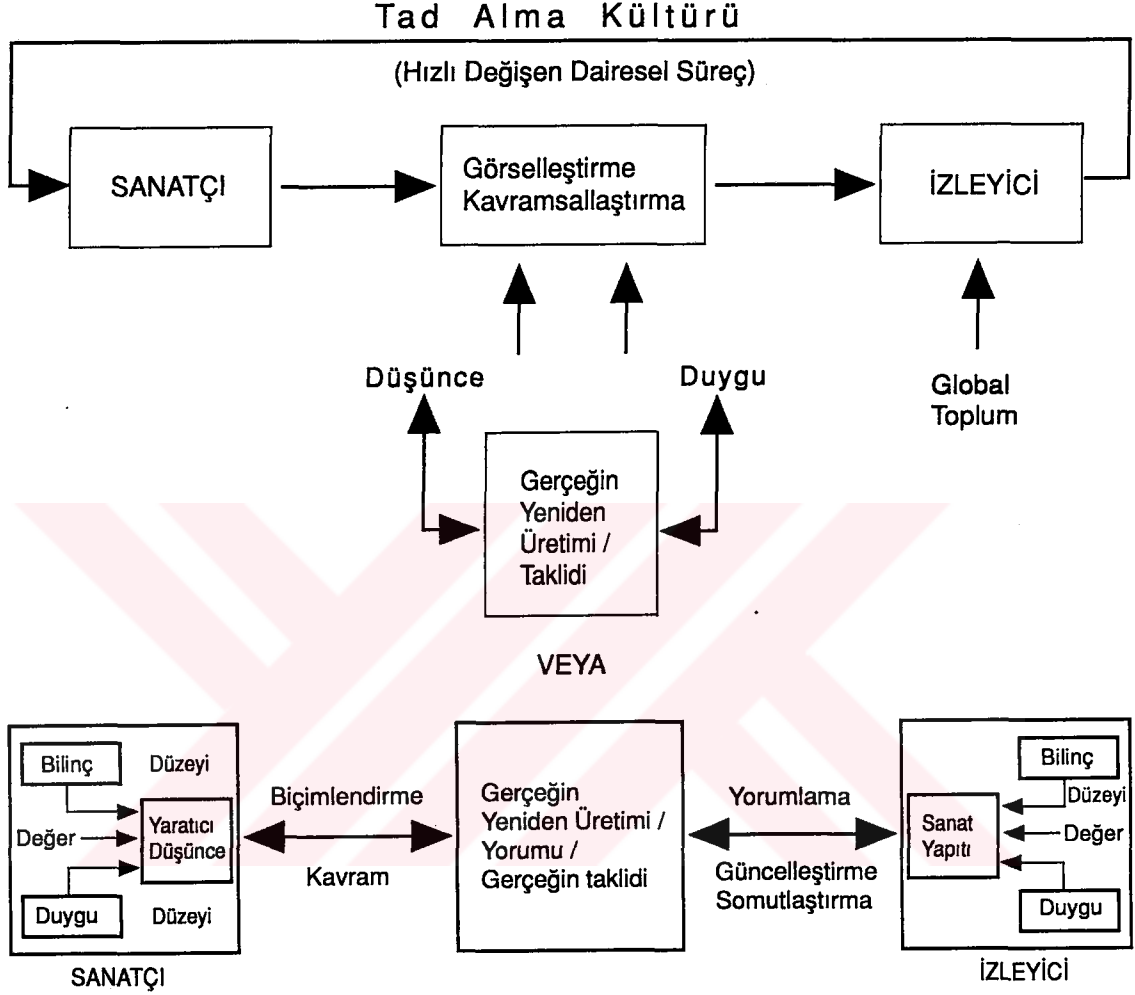 Tad Alma Kültürü
(Hızlı Değişen Dairesel Süreç)
SANATÇI
Görselleştirme
Kavramsallaştırma
İZLEYİCİ
Düşünce
Duygu
Global
Toplum
Gerçeğin
Yeniden
Üretimi /
Taklidi
VEYA
Bilinç Düzeyi
Değer
Yaratıcı
Düşünce
Duygu Düzeyi
SANATÇI
Biçimlendirme
Kavram
Gerçeğin
Yeniden Üretimi /
Yorumu /
Gerçeğin taklidi
Yorumlama
Güncelleştirme
Somutlaştırma
Bilinç
Düzeyi
Sanat
Yapıtı
Değer
Duygu
İZLEYİCİ